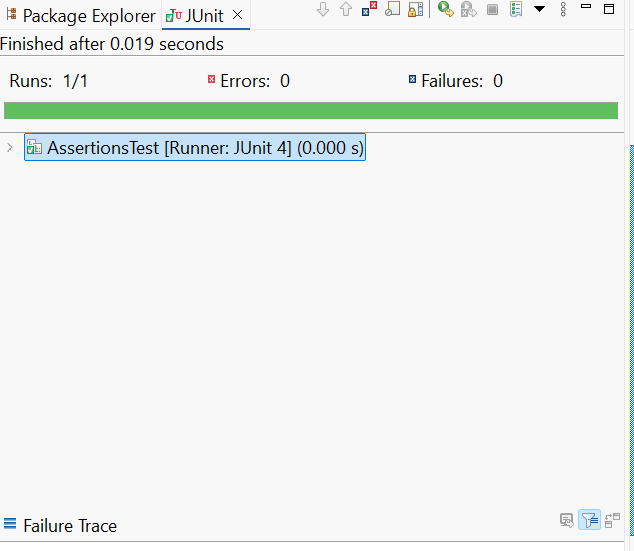 Package Explorer JUnit
Finished after 0.019 seconds
Runs: 1/1 Errors: 0 Failures: 0
AssertionsTest [Runner: JUnit 4] (0.000 s)
Failure Trace